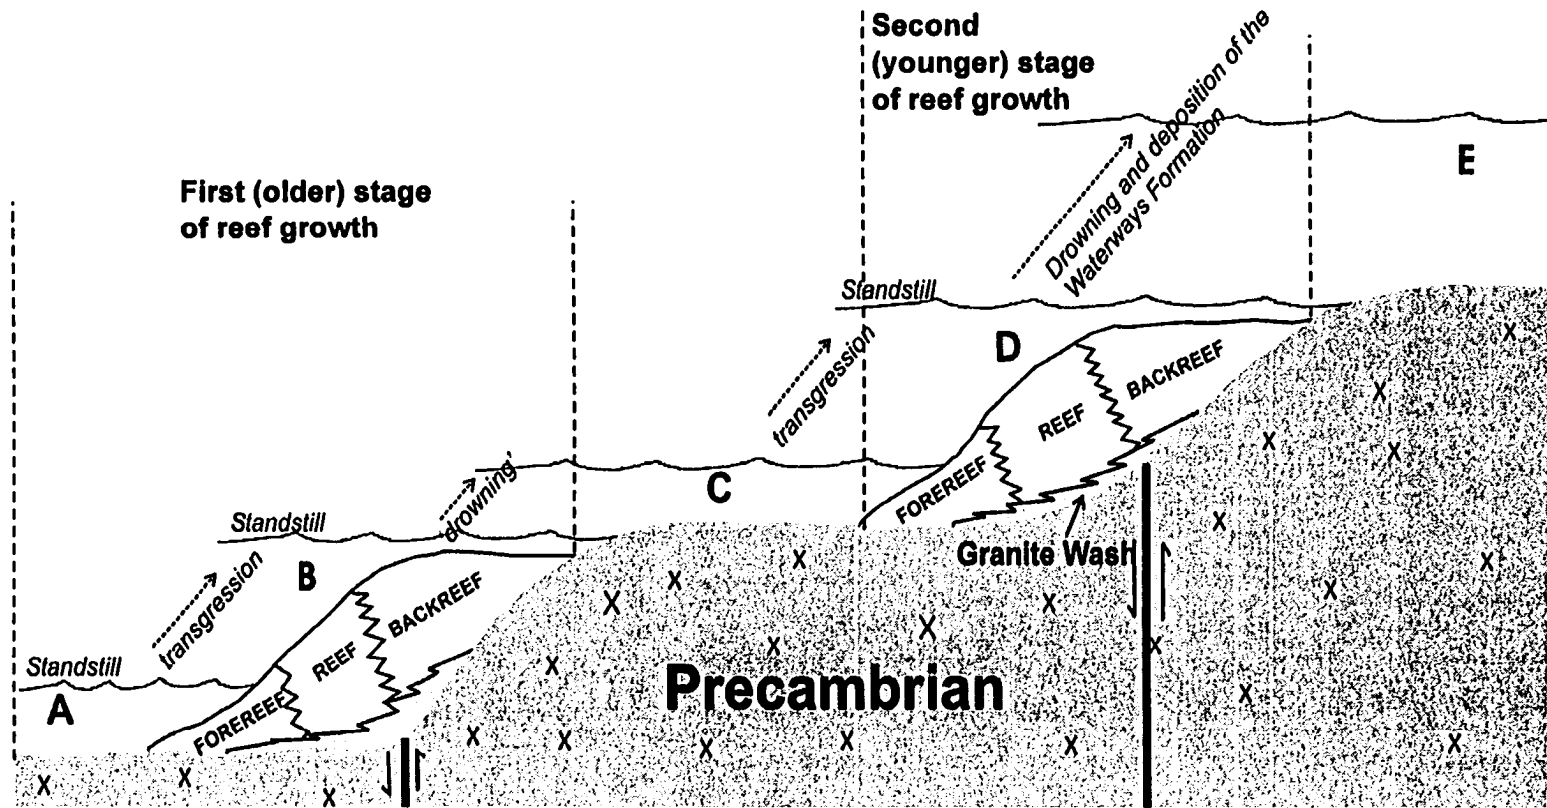 Second
(younger) stage
of reef growth
Drowning and deposition of the
Waterways Formation
E
First (older) stage
of reef growth
Standstill
D
transgression
BACKREEF
REEF
FOREREEF
C
drowning
Standstill
B
transgression
Granite Wash
BACKREEF
REEF
FOREREEF
Standstill
A
Precambrian
X X X X X X X X X X X X X X X X X X X X X X X X X X